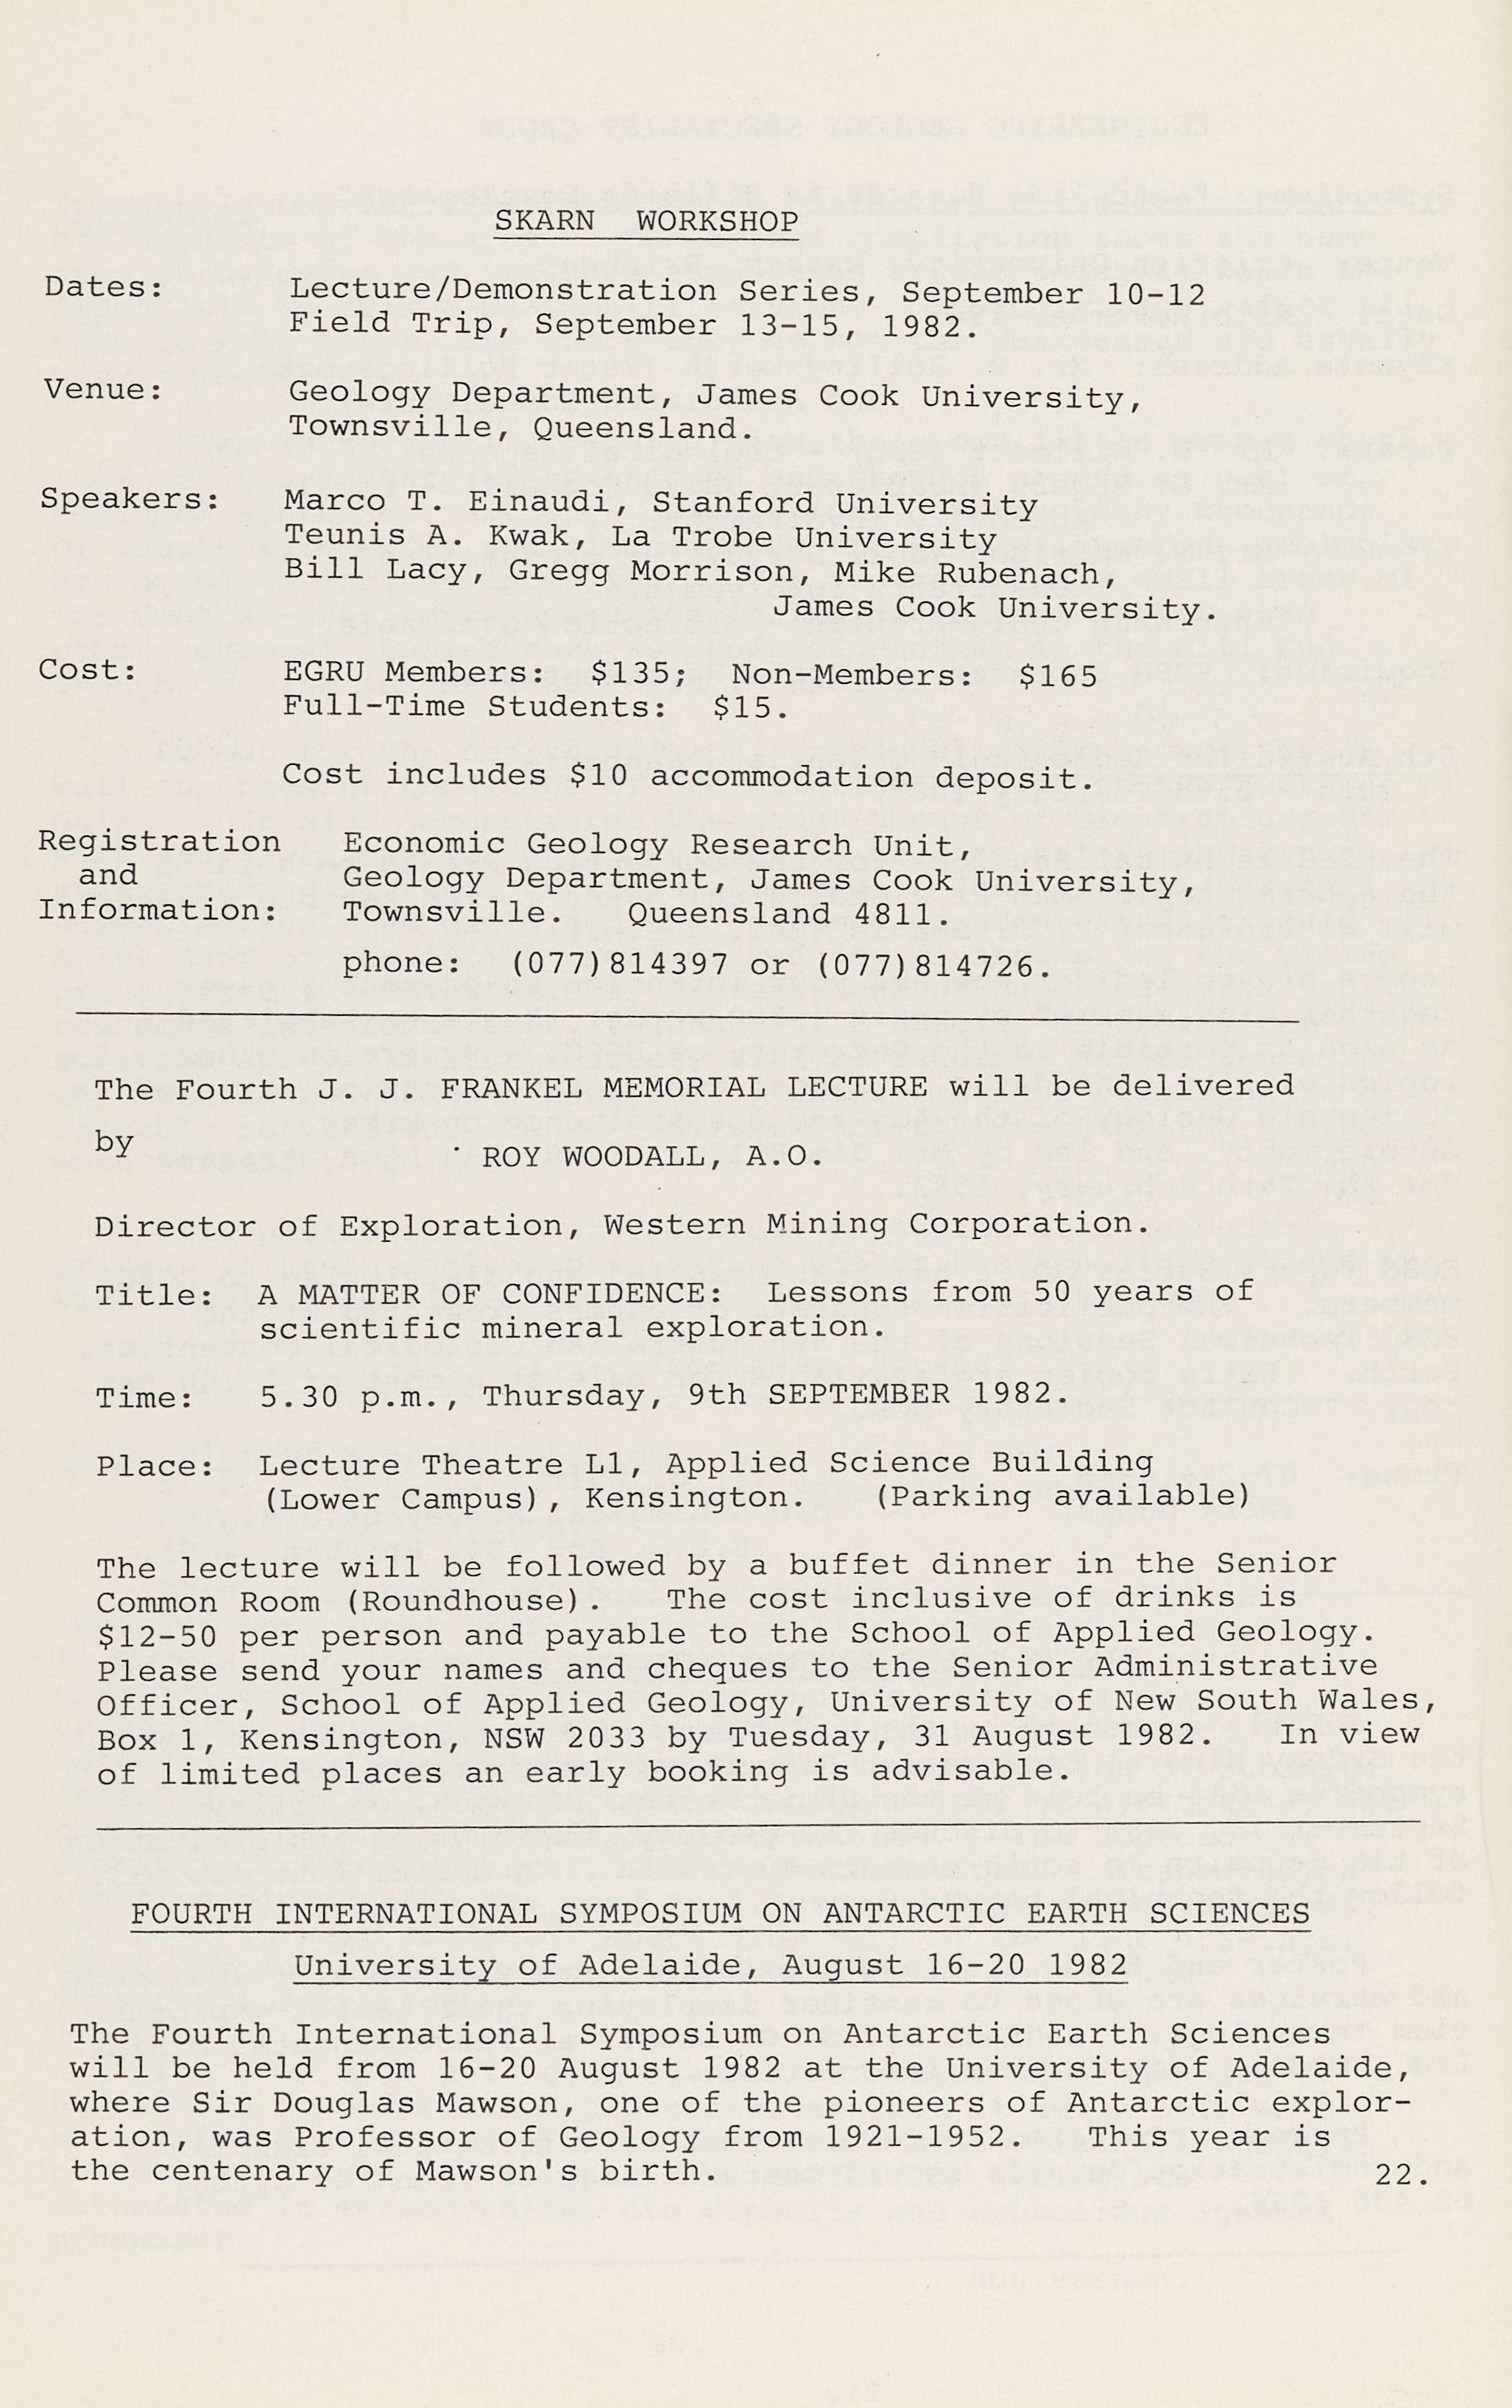 SKARN WORKSHOP
Dates: Lecture/Demonstration Series, September 10-12
Field Trip, September 13-15, 1982.
Venue: Geology Department, James Cook University,
Townsville, Queensland.
Speakers: Marco T. Einaudi, Stanford University
Teunis A. Kwak, La Trobe University
Bill Lacy, Gregg Morrison, Mike Rubenach,
James Cook University.
Cost: EGRU Members: $135; Non-Members: $165
Full-Time Students: $15.
Cost includes $10 accommodation deposit.
Registration Economic Geology Research Unit,
and Geology Department, James Cook University,
Information: Townsville. Queensland 4811.
phone: (077)814397 or (077)814726.
The Fourth J. J. FRANKEL MEMORIAL LECTURE will be delivered
by ROY WOODALL, A.O.
Director of Exploration, Western Mining Corporation.
Title: A MATTER OF CONFIDENCE: Lessons from 50 years of
scientific mineral exploration.
Time: 5.30 p.m., Thursday, 9th SEPTEMBER 1982.
Place: Lecture Theatre L1, Applied Science Building
(Lower Campus), Kensington. (Parking available)
The lecture will be followed by a buffet dinner in the Senior
Common Room (Roundhouse). The cost inclusive of drinks is
$12-50 per person and payable to the School of Applied Geology.
Please send your names and cheques to the Senior Administrative
Officer, School of Applied Geology, University of New South Wales,
Box 1, Kensington, NSW 2033 by Tuesday, 31 August 1982. In view
of limited places an early booking is advisable.
FOURTH INTERNATIONAL SYMPOSIUM ON ANTARCTIC EARTH SCIENCES
University of Adelaide, August 16-20 1982
The Fourth International Symposium on Antarctic Earth Sciences
will be held from 16-20 August 1982 at the University of Adelaide,
where Sir Douglas Mawson, one of the pioneers of Antarctic explor-
ation, was Professor of Geology from 1921-1952. This year is
the centenary of Mawson's birth. 22.